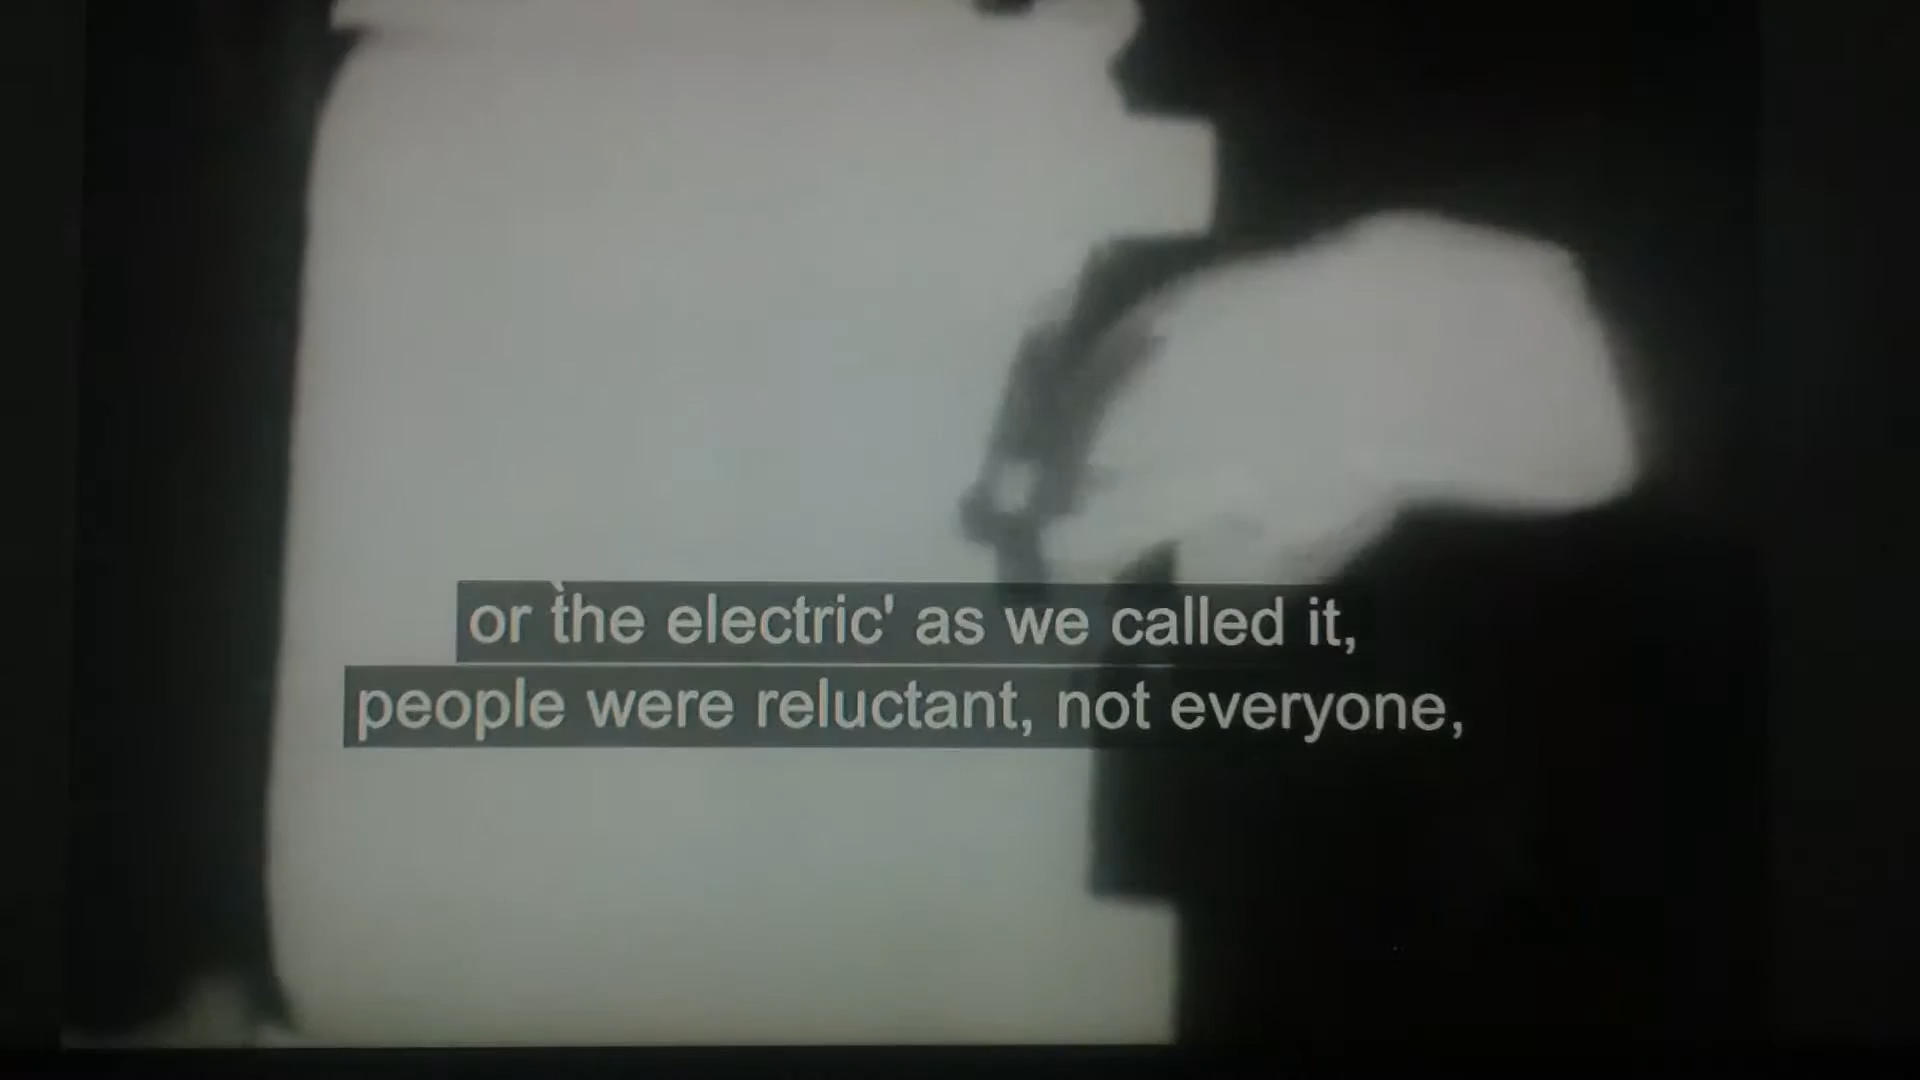 or `the electric' as we called it,
people were reluctant, not everyone,